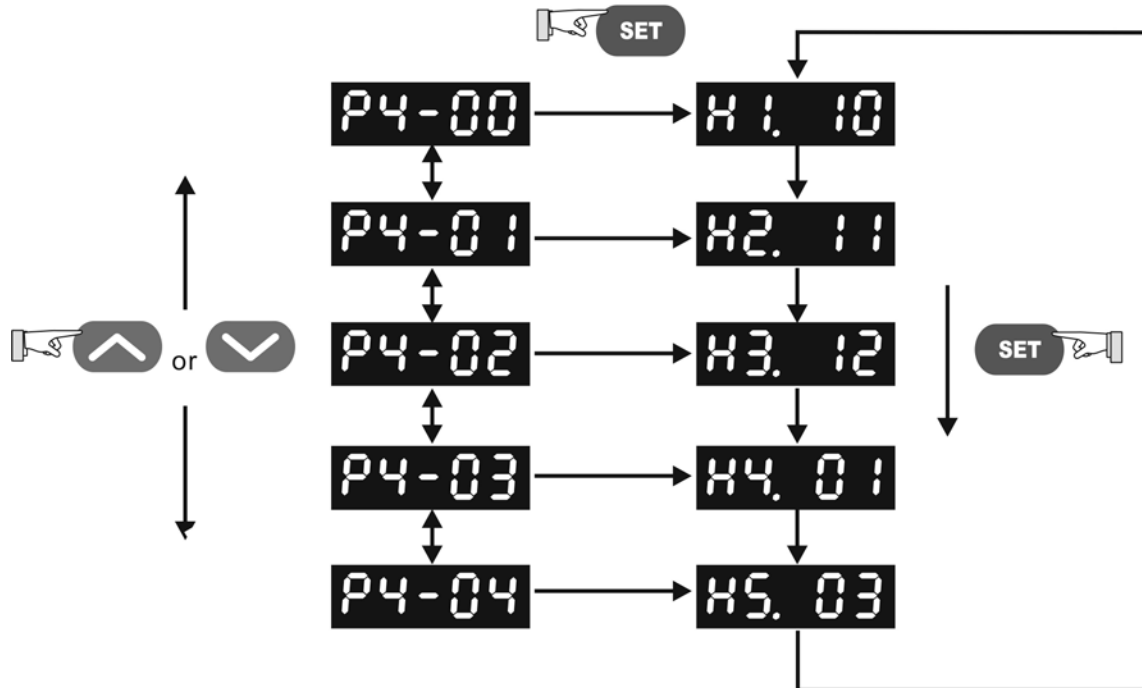 SET
P4-00 H1. 10
P4-01 H2. 11
P4-02 H3. 12
or
SET
P4-03 H4. 01
P4-04 H5. 03